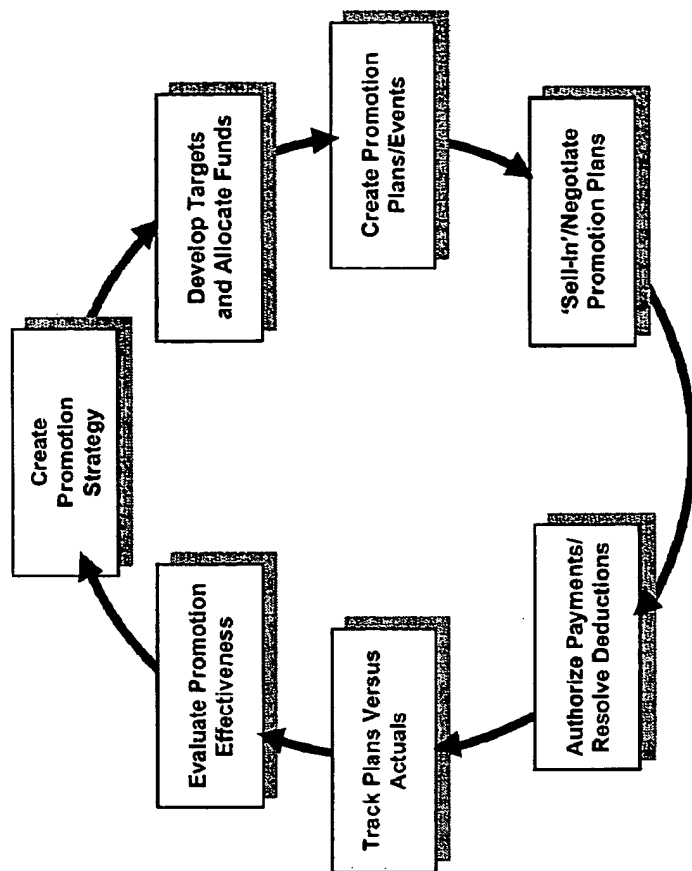 Create
Promotion
Strategy
Develop Targets
and Allocate Funds
Create Promotion
Plans/Events
'Sell-In'/Negotiate
Promotion Plans
Authorize Payments/
Resolve Deductions
Track Plans Versus
Actuals
Evaluate Promotion
Effectiveness